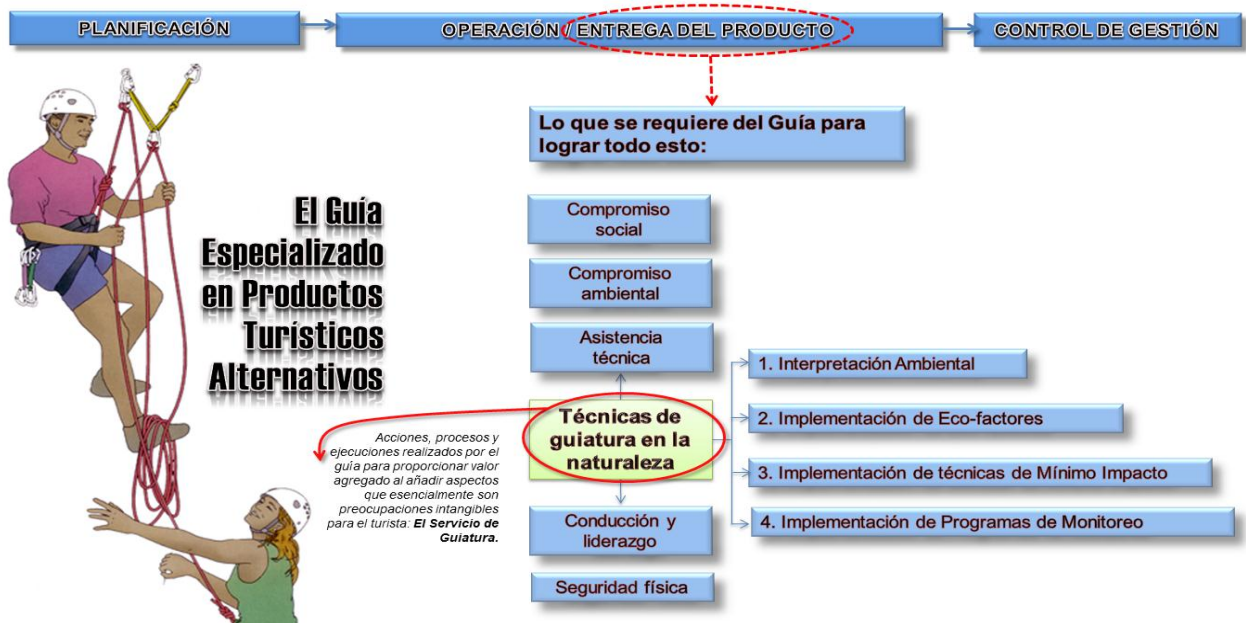 PLANIFICACIÓN
OPERACIÓN / ENTREGA DEL PRODUCTO
CONTROL DE GESTIÓN
Lo que se requiere del Guía para
lograr todo esto:
El Guía
Especializado
en Productos
Turísticos
Alternativos
Compromiso
social
Compromiso
ambiental
Asistencia
técnica
Técnicas de
guiatura en la
naturaleza
Conducción y
liderazgo
Seguridad física
1. Interpretación Ambiental
2. Implementación de Eco-factores
3. Implementación de técnicas de Mínimo Impacto
4. Implementación de Programas de Monitoreo
Acciones, procesos y
ejecuciones realizados por el
guía para proporcionar valor
agregado al añadir aspectos
que esencialmente son
preocupaciones intangibles
para el turista: El Servicio de
Guiatura.